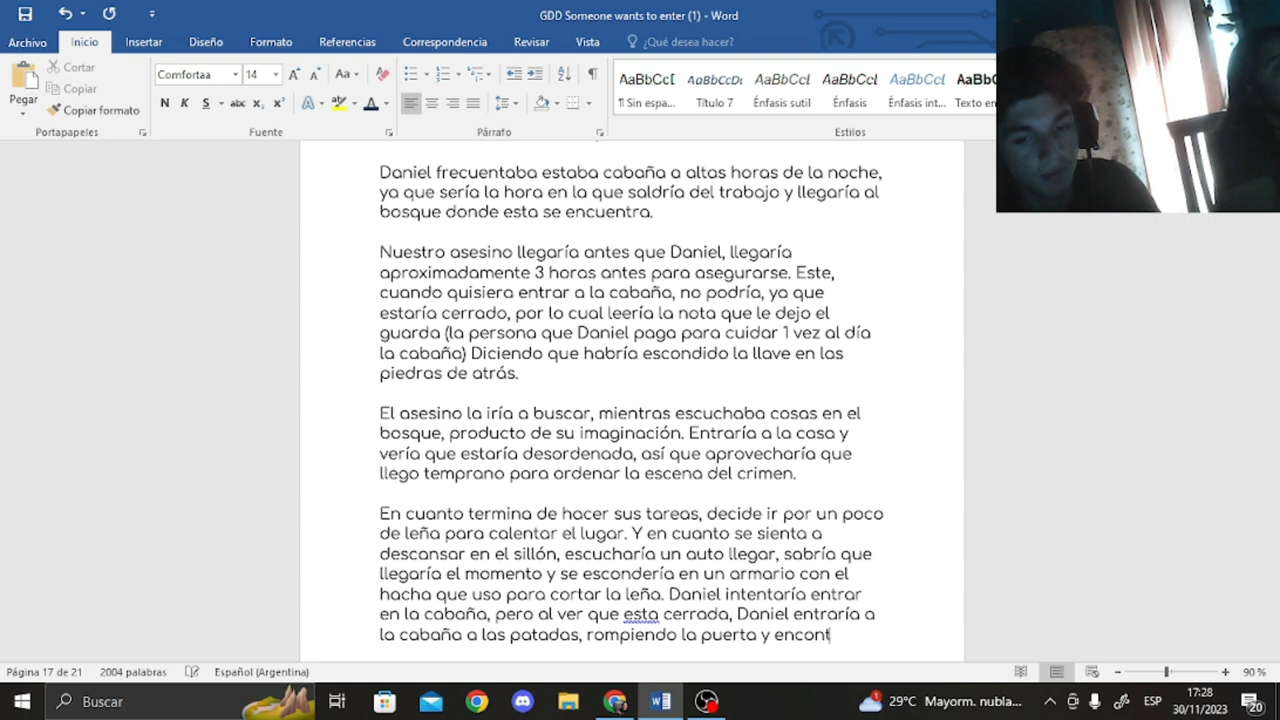 GDD Someone wants to enter (1) - Word
Archivo Inicio Insertar Diseño Formato Referencias Correspondencia Revisar Vista ¿Qué desea hacer?
Pegar
Cortar
Copiar
Copiar formato
Portapapeles
Comfortaa 14
Aa
N K S abc x₂ x²
Fuente
Párrafo
AaBbCcD AaBbCcDc AaBbCcL AaBbCcL AaBbCcL AaBbC
¶ Sin espa... Título 7 Énfasis sutil Énfasis Énfasis int... Texto en
Estilos
Daniel frecuentaba estaba cabaña a altas horas de la noche,
ya que sería la hora en la que saldría del trabajo y llegaría al
bosque donde esta se encuentra.
Nuestro asesino llegaría antes que Daniel, llegaría
aproximadamente 3 horas antes para asegurarse. Este,
cuando quisiera entrar a la cabaña, no podría, ya que
estaría cerrado, por lo cual leería la nota que le dejo el
guarda (la persona que Daniel paga para cuidar 1 vez al día
la cabaña) Diciendo que habría escondido la llave en las
piedras de atrás.
El asesino la iría a buscar, mientras escuchaba cosas en el
bosque, producto de su imaginación. Entraría a la casa y
vería que estaría desordenada, así que aprovecharía que
llego temprano para ordenar la escena del crimen.
En cuanto termina de hacer sus tareas, decide ir por un poco
de leña para calentar el lugar. Y en cuanto se sienta a
descansar en el sillón, escucharía un auto llegar, sabría que
llegaría el momento y se escondería en un armario con el
hacha que uso para cortar la leña. Daniel intentaría entrar
en la cabaña, pero al ver que esta cerrada, Daniel entraría a
la cabaña a las patadas, rompiendo la puerta y encont
Página 17 de 21 2004 palabras Español (Argentina) 90 %
Buscar 29°C Mayorm. nubla... ESP 17:28
30/11/2023 20